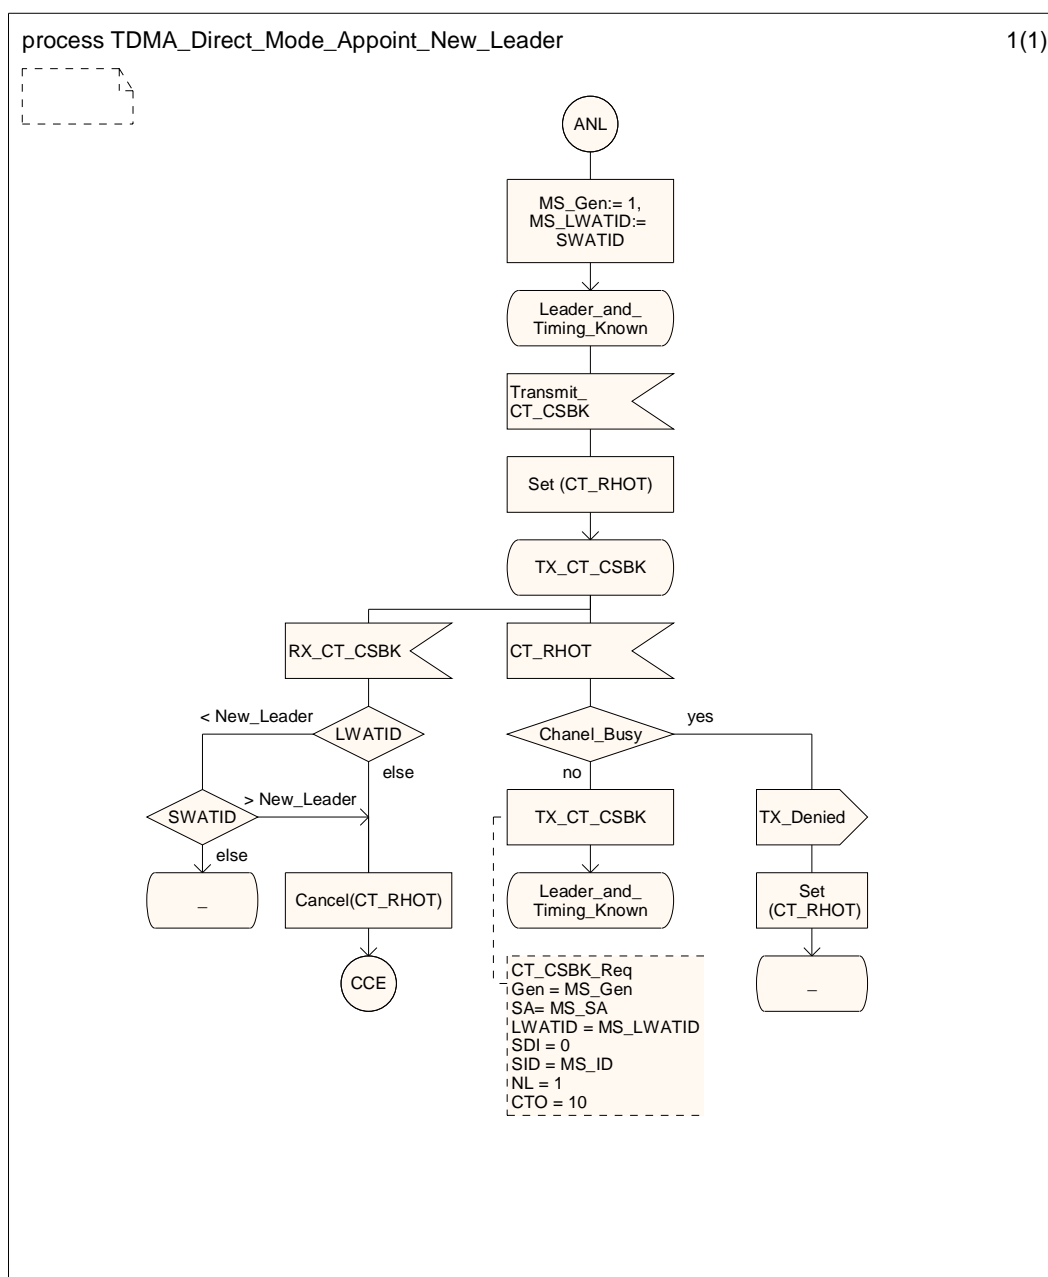 process TDMA_Direct_Mode_Appoint_New_Leader
1(1)
ANL
MS_Gen:= 1,
MS_LWATID:=
SWATID
Leader_and_
Timing_Known
Transmit_
CT_CSBK
Set (CT_RHOT)
TX_CT_CSBK
RX_CT_CSBK
CT_RHOT
< New_Leader
LWATID
else
Chanel_Busy
yes
no
SWATID
> New_Leader
else
TX_CT_CSBK
TX_Denied
_
Cancel(CT_RHOT)
Leader_and_
Timing_Known
Set
(CT_RHOT)
CCE
_
CT_CSBK_Req
Gen = MS_Gen
SA= MS_SA
LWATID = MS_LWATID
SDI = 0
SID = MS_ID
NL = 1
CTO = 10